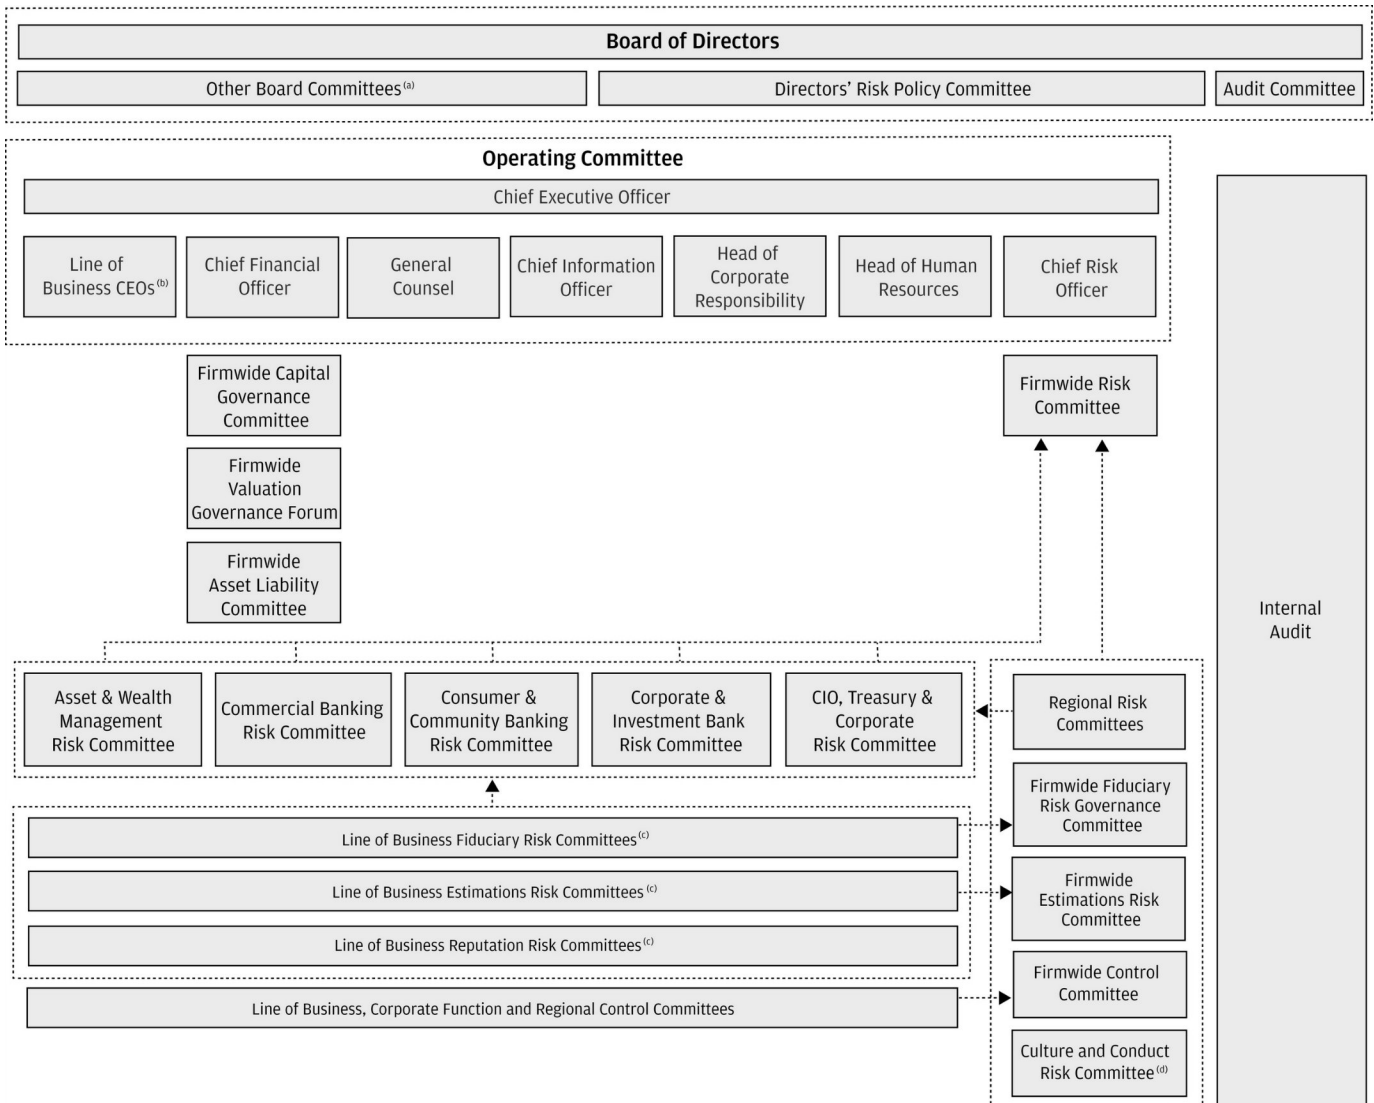 Board of Directors
Other Board Committees(a)
Directors’ Risk Policy Committee
Audit Committee
Operating Committee
Chief Executive Officer
Line of
Business CEOs(b)
Chief Financial
Officer
General
Counsel
Chief Information
Officer
Head of
Corporate
Responsibility
Head of Human
Resources
Chief Risk
Officer
Firmwide Capital
Governance
Committee
Firmwide Risk
Committee
Firmwide
Valuation
Governance Forum
Firmwide
Asset Liability
Committee
Internal
Audit
Asset & Wealth
Management
Risk Committee
Commercial Banking
Risk Committee
Consumer &
Community Banking
Risk Committee
Corporate &
Investment Bank
Risk Committee
CIO, Treasury &
Corporate
Risk Committee
Regional Risk
Committees
Line of Business Fiduciary Risk Committees(c)
Firmwide Fiduciary
Risk Governance
Committee
Line of Business Estimations Risk Committees(c)
Firmwide
Estimations Risk
Committee
Line of Business Reputation Risk Committees(c)
Line of Business, Corporate Function and Regional Control Committees
Firmwide Control
Committee
Culture and Conduct
Risk Committee(d)